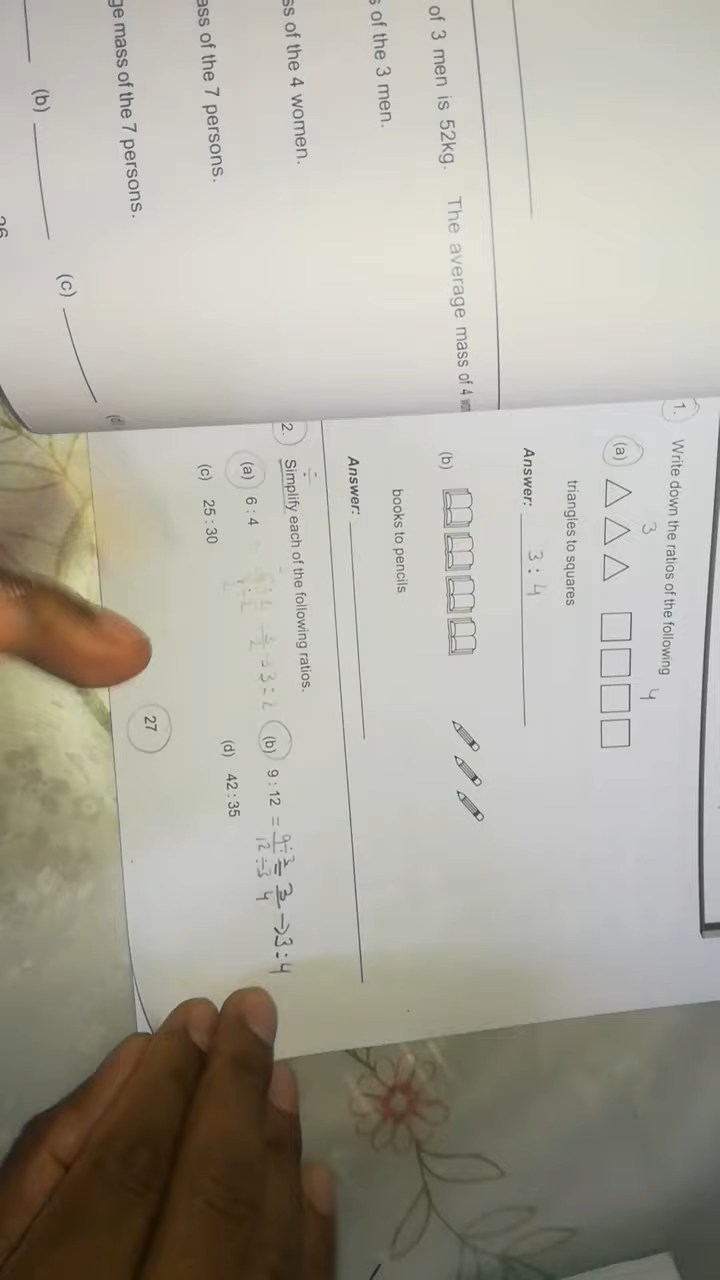 of 3 men is 52kg. The average mass of 4
s of the 3 men.
ss of the 4 women.
ass of the 7 persons.
ge mass of the 7 persons.
(b)
(c)
(d
26
1. Write down the ratios of the following
3 4
(a)
triangles to squares
Answer: 3 : 4
(b)
books to pencils
Answer:
÷
2. Simplify each of the following ratios.
(a) 6 : 4 → 3 : 2
(b) 9 : 12 = 9÷3 = 3 → 3 : 4
12÷3 4
(c) 25 : 30
(d) 42 : 35
27